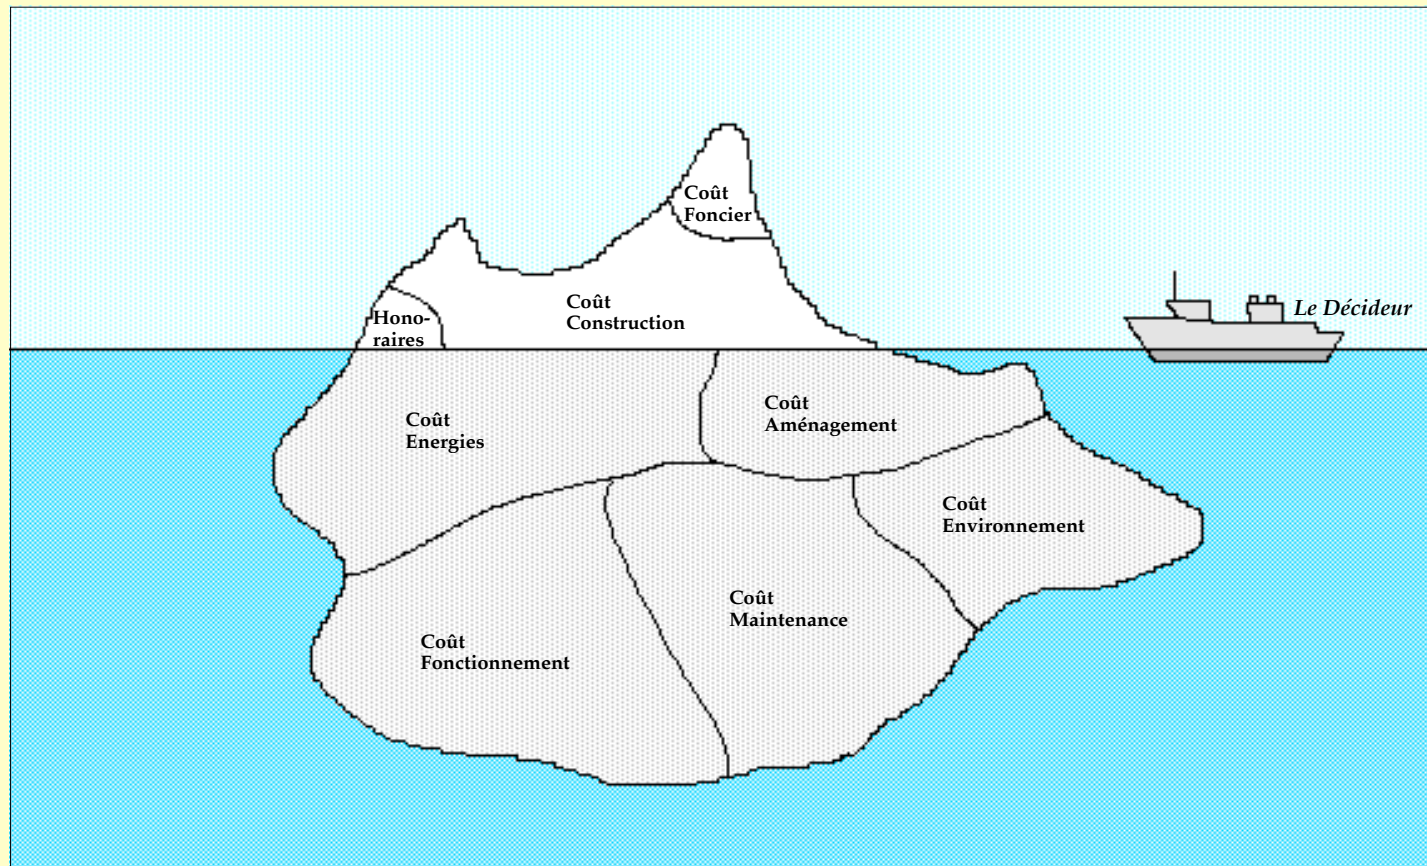 Coût
Foncier
Coût
Construction
Hono-
raires
Le Décideur
Coût
Energies
Coût
Aménagement
Coût
Environnement
Coût
Maintenance
Coût
Fonctionnement